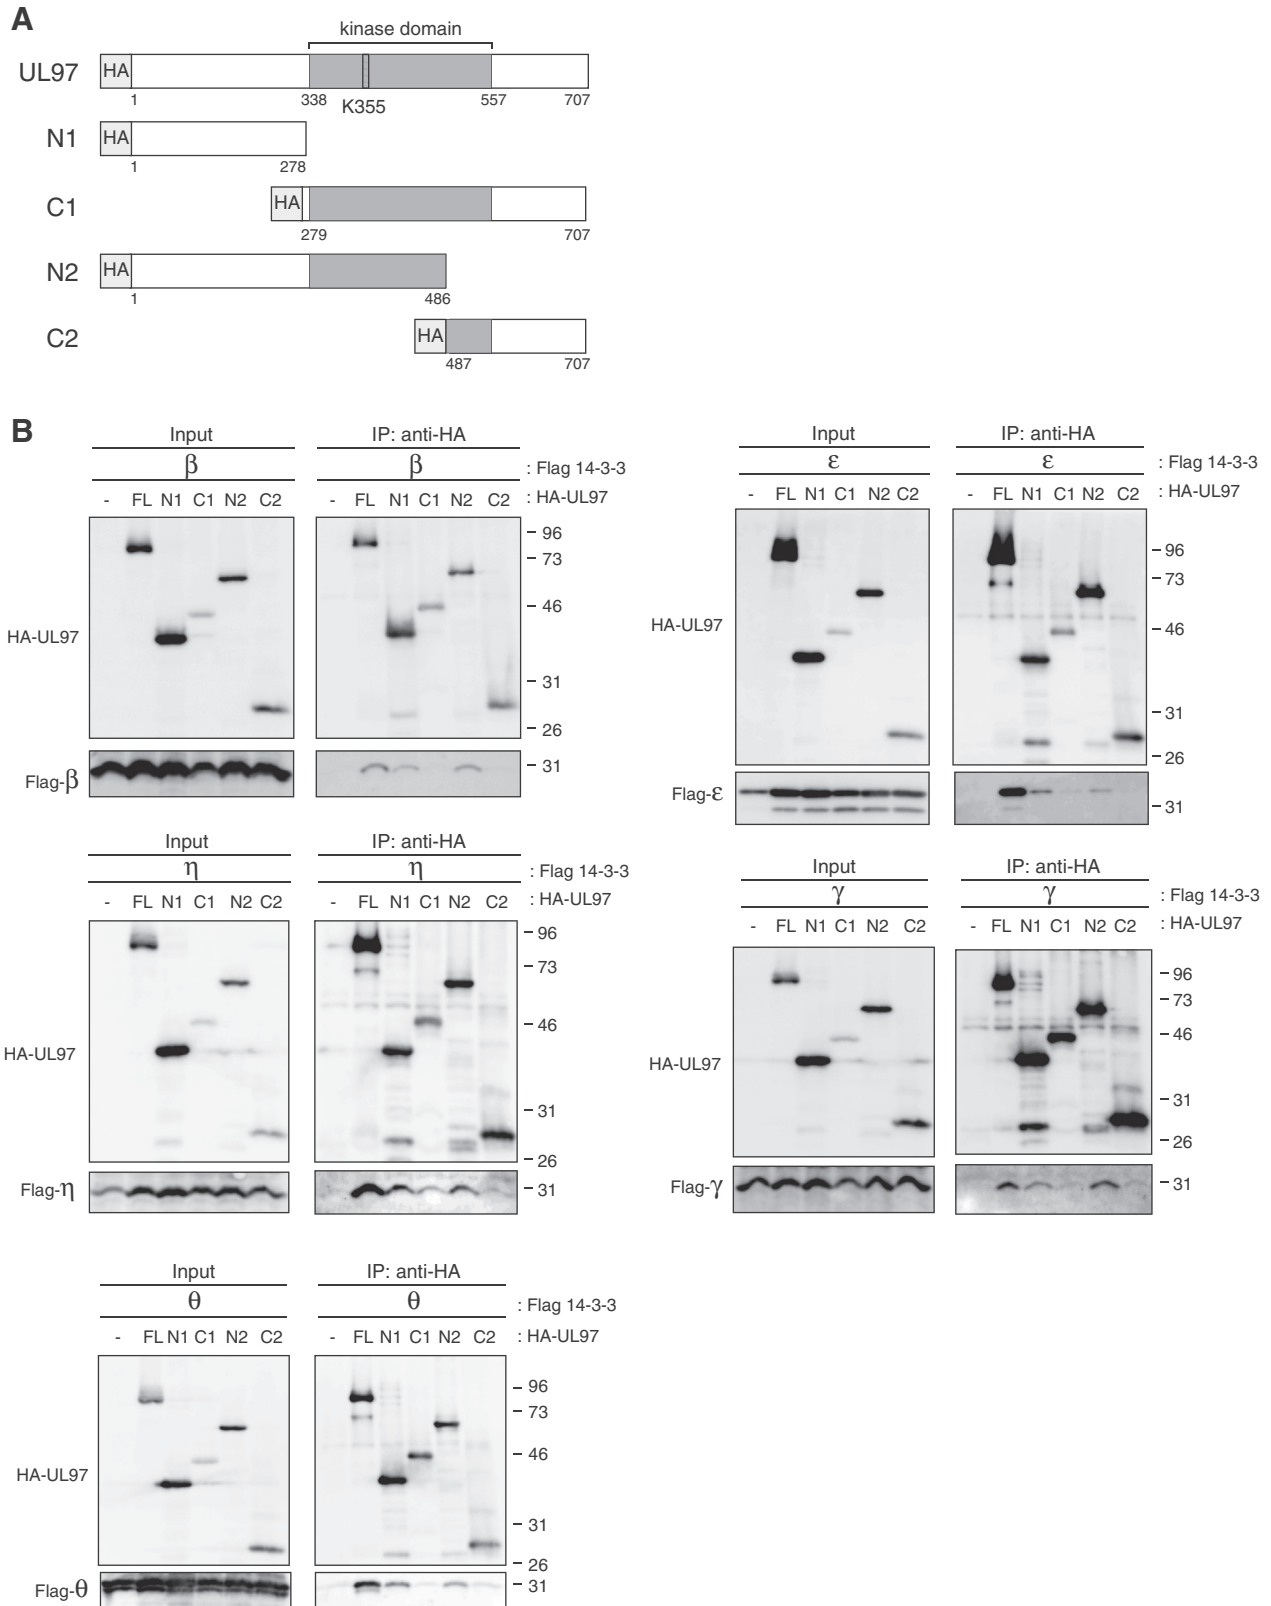 A
kinase domain
UL97 HA
1 338 K355 557 707
N1 HA
1 278
C1 HA
279 707
N2 HA
1 486
C2 HA
487 707
B
Input IP: anti-HA
β β : Flag 14-3-3
- FL N1 C1 N2 C2 - FL N1 C1 N2 C2 : HA-UL97
HA-UL97
96
73
46
31
26
Flag-β 31
Input IP: anti-HA
ε ε : Flag 14-3-3
- FL N1 C1 N2 C2 - FL N1 C1 N2 C2 : HA-UL97
HA-UL97
96
73
46
31
26
Flag-ε 31
Input IP: anti-HA
η η : Flag 14-3-3
- FL N1 C1 N2 C2 - FL N1 C1 N2 C2 : HA-UL97
HA-UL97
96
73
46
31
26
Flag-η 31
Input IP: anti-HA
γ γ : Flag 14-3-3
- FL N1 C1 N2 C2 - FL N1 C1 N2 C2 : HA-UL97
HA-UL97
96
73
46
31
26
Flag-γ 31
Input IP: anti-HA
θ θ : Flag 14-3-3
- FL N1 C1 N2 C2 - FL N1 C1 N2 C2 : HA-UL97
HA-UL97
96
73
46
31
26
Flag-θ 31